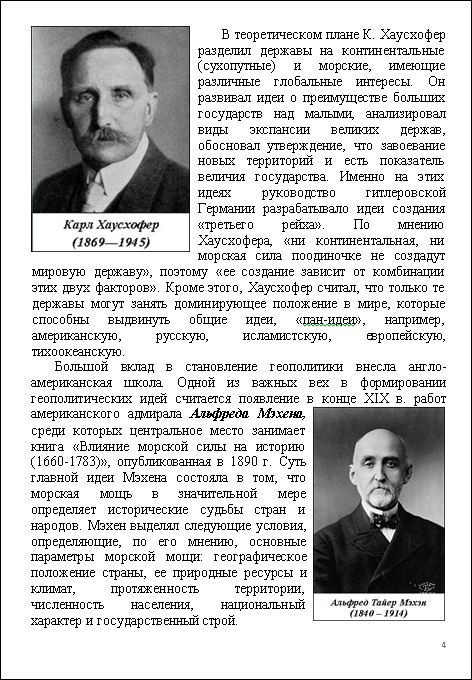 В теоретическом плане К. Хаусхофер
разделил державы на континентальные
(сухопутные) и морские, имеющие
различные глобальные интересы. Он
развивал идеи о преимуществе больших
государств над малыми, анализировал
виды экспансии великих держав,
обосновал утверждение, что завоевание
новых территорий и есть показатель
величия государства. Именно на этих
идеях руководство гитлеровской
Германии разрабатывало идеи создания
«третьего рейха». По мнению
Хаусхофера, «ни континентальная, ни
морская сила поодиночке не создадут
Карл Хаусхофер
(1869—1945)
мировую державу», поэтому «ее создание зависит от комбинации
этих двух факторов». Кроме этого, Хаусхофер считал, что только те
державы могут занять доминирующее положение в мире, которые
способны выдвинуть общие идеи, «пан-идеи», например,
американскую, русскую, исламистскую, европейскую,
тихоокеанскую.
Большой вклад в становление геополитики внесла англо-
американская школа. Одной из важных вех в формировании
геополитических идей считается появление в конце XIX в. работ
американского адмирала Альфреда Мэхена,
среди которых центральное место занимает
книга «Влияние морской силы на историю
(1660-1783)», опубликованная в 1890 г. Суть
главной идеи Мэхена состояла в том, что
морская мощь в значительной мере
определяет исторические судьбы стран и
народов. Мэхен выделял следующие условия,
определяющие, по его мнению, основные
параметры морской мощи: географическое
положение страны, ее природные ресурсы и
климат, протяженность территории,
численность населения, национальный
характер и государственный строй.
Альфред Тайер Мэхэн
(1840 – 1914)
4